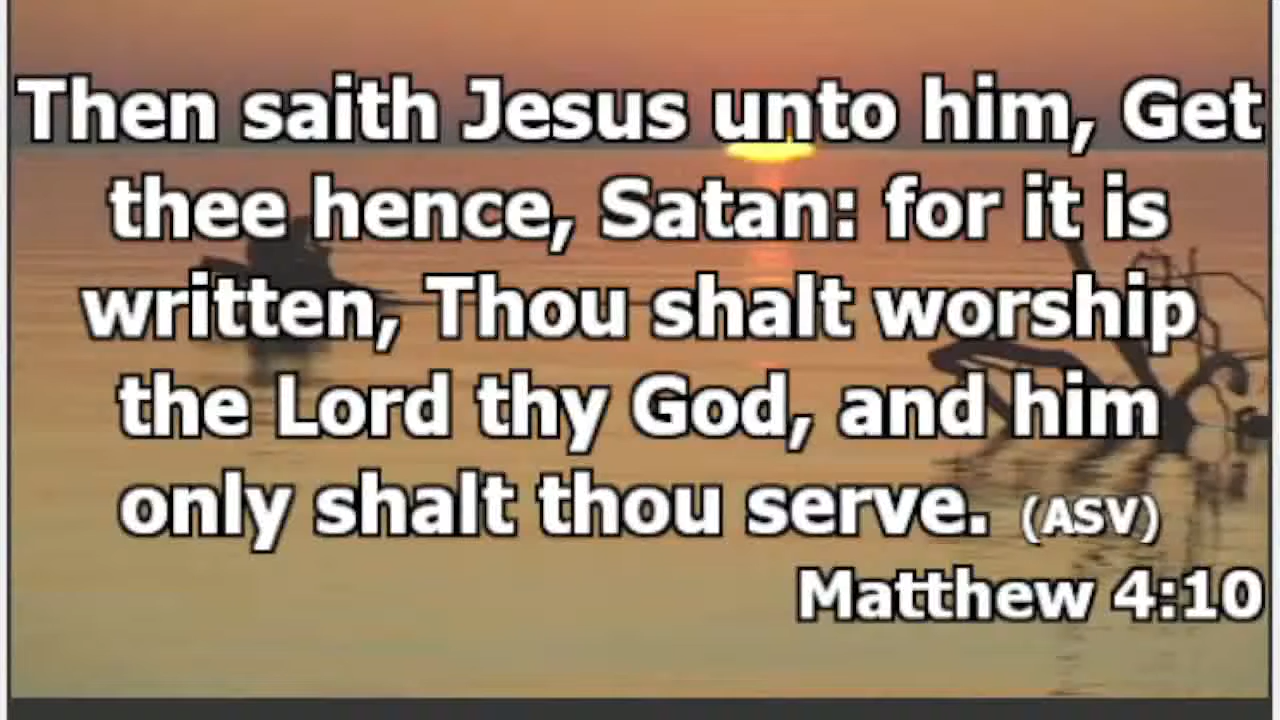 Then saith Jesus unto him, Get
thee hence, Satan: for it is
written, Thou shalt worship
the Lord thy God, and him
only shalt thou serve. (ASV)
Matthew 4:10